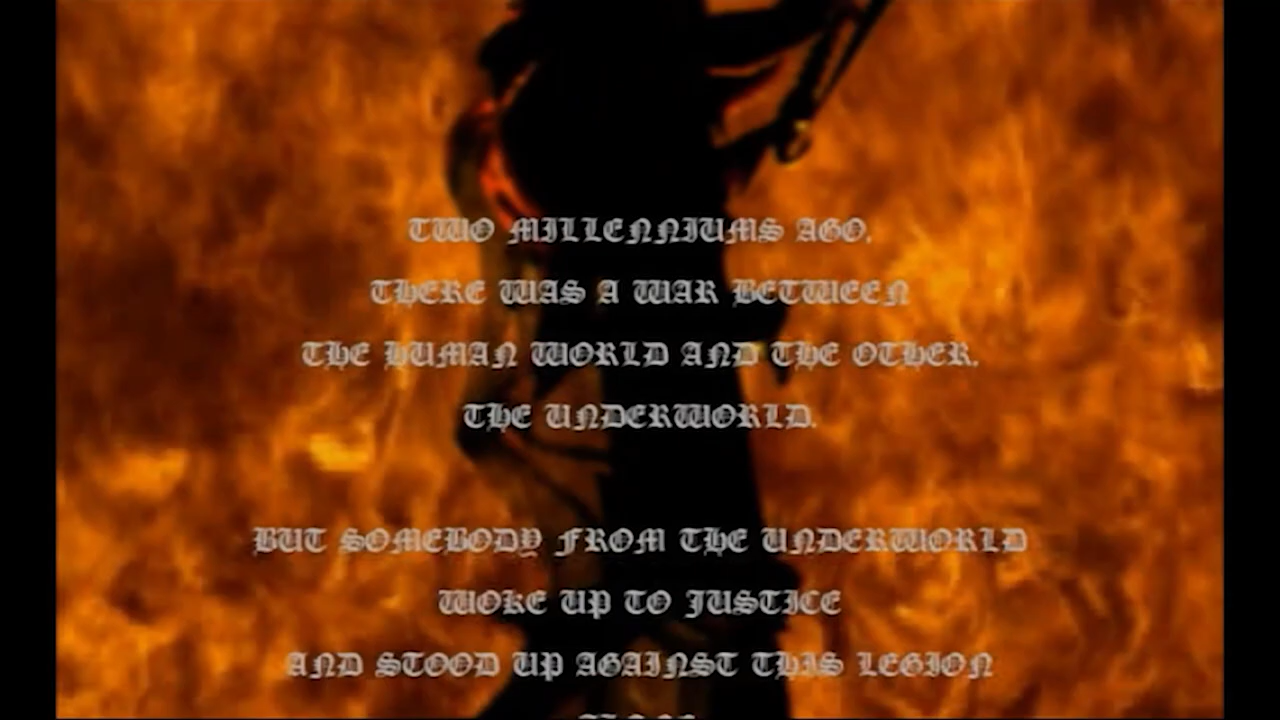 TWO MILLENNIUMS AGO,
THERE WAS A WAR BETWEEN
THE HUMAN WORLD AND THE OTHER,
THE UNDERWORLD.
BUT SOMEBODY FROM THE UNDERWORLD
WOKE UP TO JUSTICE
AND STOOD UP AGAINST THIS LEGION